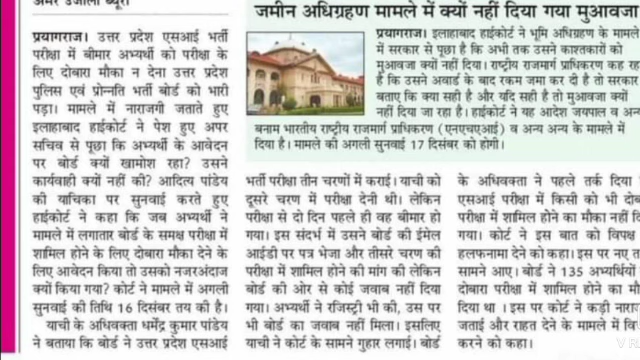 अमर उजाला ब्यूरो
प्रयागराज। उत्तर प्रदेश एसआई भर्ती
परीक्षा में बीमार अभ्यर्थी को परीक्षा के
लिए दोबारा मौका न देना उत्तर प्रदेश
पुलिस एवं प्रोन्नति भर्ती बोर्ड को भारी
पड़ा। मामले में नाराजगी जताते हुए
इलाहाबाद हाईकोर्ट ने पेश हुए अपर
सचिव से पूछा कि अभ्यर्थी के आवेदन
पर बोर्ड क्यों खामोश रहा? उसने
कार्यवाही क्यों नहीं की? आदित्य पांडेय
की याचिका पर सुनवाई करते हुए
हाईकोर्ट ने कहा कि जब अभ्यर्थी ने
मामले में लगातार बोर्ड के समक्ष परीक्षा में
शामिल होने के लिए दोबारा मौका देने के
लिए आवेदन किया तो उसको नजरअंदाज
क्यों किया गया? कोर्ट ने मामले में अगली
सुनवाई की तिथि 16 दिसंबर तय की है।
याची के अधिवक्ता धर्मेंद्र कुमार पांडेय
ने बताया कि बोर्ड ने उत्तर प्रदेश एसआई
भर्ती परीक्षा तीन चरणों में कराई। याची को
दूसरे चरण में परीक्षा देनी थी। लेकिन
परीक्षा से दो दिन पहले ही वह बीमार हो
गया। इस संदर्भ में उसने बोर्ड की ईमेल
आईडी पर पत्र भेजा और तीसरे चरण की
परीक्षा में शामिल होने की मांग की लेकिन
बोर्ड की ओर से कोई जवाब नहीं दिया
गया। अभ्यर्थी ने रजिस्ट्री भी की, उस पर
भी बोर्ड का जवाब नहीं मिला। इसलिए
याची ने कोर्ट के सामने गुहार लगाई। बोर्ड
के अधिवक्ता ने पहले तर्क दिया
एसआई परीक्षा में किसी को भी दोब
परीक्षा में शामिल होने का मौका नहीं
गया। कोर्ट ने इस बात को विपक्ष
हलफनामा देने को कहा। इस पर नए त
सामने आए। बोर्ड ने 135 अभ्यर्थियों
दोबारा परीक्षा में शामिल होने का मौ
दिया था। इस पर कोर्ट ने कड़ी नारा
जताई और राहत देने के मामले में वि
करने को कहा।
जमीन अधिग्रहण मामले में क्यों नहीं दिया गया मुआवजा
प्रयागराज। इलाहाबाद हाईकोर्ट ने भूमि अधिग्रहण के मामले
में सरकार से पूछा है कि अभी तक उसने काश्तकारों को
मुआवजा क्यों नहीं दिया। राष्ट्रीय राजमार्ग प्राधिकरण कह रहा
है कि उसने अवार्ड के बाद रकम जमा कर दी है तो सरकार
बताए कि क्या सही है और यदि सही है तो मुआवजा क्यों
नहीं दिया जा रहा है। हाईकोर्ट ने यह आदेश जयपाल व अन्य
बनाम भारतीय राष्ट्रीय राजमार्ग प्राधिकरण (एनएचएआई) व अन्य अन्य के मामले में
दिया है। मामले की अगली सुनवाई 17 दिसंबर को होगी।